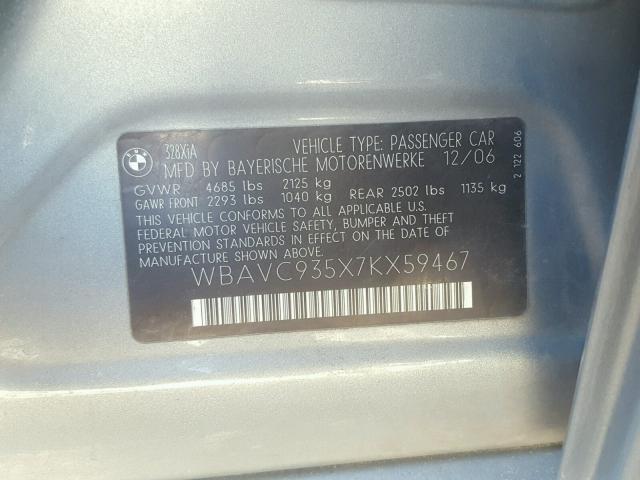 BMW
328XiA
VEHICLE TYPE: PASSENGER CAR
MFD BY BAYERISCHE MOTORENWERKE 12/06
GVWR 4685 lbs 2125 kg
GAWR FRONT 2293 lbs 1040 kg REAR 2502 lbs 1135 kg
THIS VEHICLE CONFORMS TO ALL APPLICABLE
FEDERAL MOTOR VEHICLE SAFETY, BUMPER AND THEFT
PREVENTION STANDARDS IN EFFECT ON THE DATE OF
MANUFACTURE SHOWN ABOVE.
WBAVC935X7KX59467
2 122 606